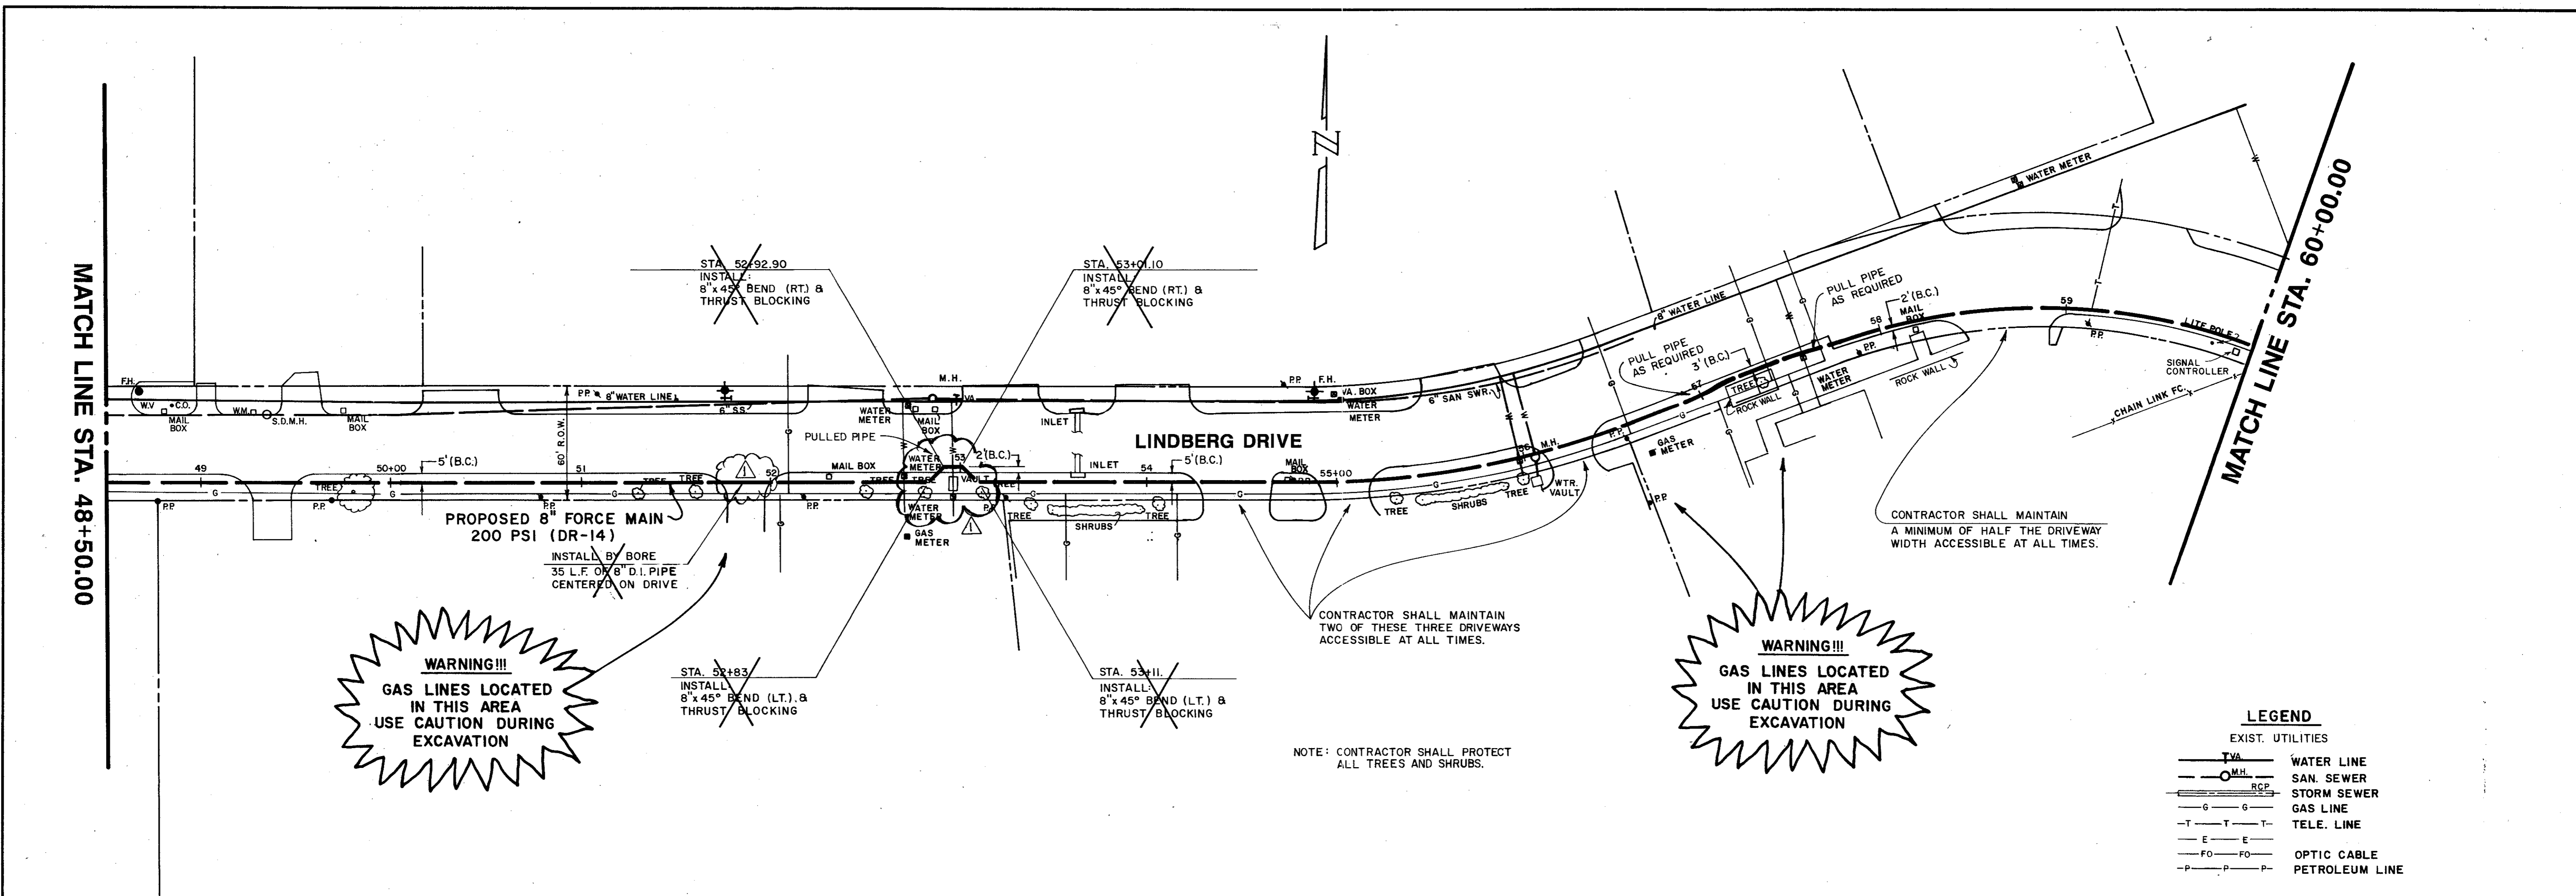 MATCH LINE STA. 48+50.00
MATCH LINE STA. 60+00.00
N
STA. 52+92.90
INSTALL:
8"x 45° BEND (RT.) &
THRUST BLOCKING
STA. 53+01.10
INSTALL:
8"x 45° BEND (RT.) &
THRUST BLOCKING
WATER METER
8" WATER LINE
PULL PIPE
AS REQUIRED
2' (B.C.)
MAIL
BOX
58
59
T
T
LITE POLE
P.P.
SIGNAL
CONTROLLER
CHAIN LINK FC.
PULL PIPE
AS REQUIRED
3' (B.C.)
57
TREE
ROCK WALL
WATER
METER
P.P.
ROCK WALL
F.H.
W.V
C.O.
MAIL
BOX
W.M.
S.D.M.H.
MAIL
BOX
P.P.
8" WATER LINE
6" SS
60' R.O.W.
M.H.
VA.
WATER
METER
MAIL
BOX
INLET
P.P.
F.H.
VA. BOX
WATER
METER
6" SAN SWR.
LINDBERG DRIVE
PULLED PIPE
49
50+00
5' (B.C.)
51
52
MAIL BOX
WATER
METER
53
2' (B.C.)
INLET
54
5' (B.C.)
MAIL
BOX
55+00
56
M.H.
P.P.
GAS
METER
TREE
TREE
TREE
TREE
TREE
VAULT
TREE
G
G
G
G
G
G
G
P.P.
P.P.
P.P.
P.P.
P.P.
WATER
METER
GAS
METER
TREE
SHRUBS
TREE
TREE
SHRUBS
TREE
WTR.
VAULT
P.P.
1
1
PROPOSED 8" FORCE MAIN
200 PSI (DR-14)
INSTALL BY BORE
35 L.F. OF 8" D.I. PIPE
CENTERED ON DRIVE
CONTRACTOR SHALL MAINTAIN
A MINIMUM OF HALF THE DRIVEWAY
WIDTH ACCESSIBLE AT ALL TIMES.
CONTRACTOR SHALL MAINTAIN
TWO OF THESE THREE DRIVEWAYS
ACCESSIBLE AT ALL TIMES.
WARNING!!!
GAS LINES LOCATED
IN THIS AREA
USE CAUTION DURING
EXCAVATION
STA. 52+83
INSTALL
8"x 45° BEND (LT.) &
THRUST BLOCKING
STA. 53+11.
INSTALL:
8"x 45° BEND (LT.) &
THRUST BLOCKING
WARNING!!!
GAS LINES LOCATED
IN THIS AREA
USE CAUTION DURING
EXCAVATION
NOTE: CONTRACTOR SHALL PROTECT
ALL TREES AND SHRUBS.
LEGEND
EXIST. UTILITIES
VA. WATER LINE
M.H. SAN. SEWER
RCP STORM SEWER
G G GAS LINE
T T T TELE. LINE
E E
FO FO OPTIC CABLE
P P P PETROLEUM LINE